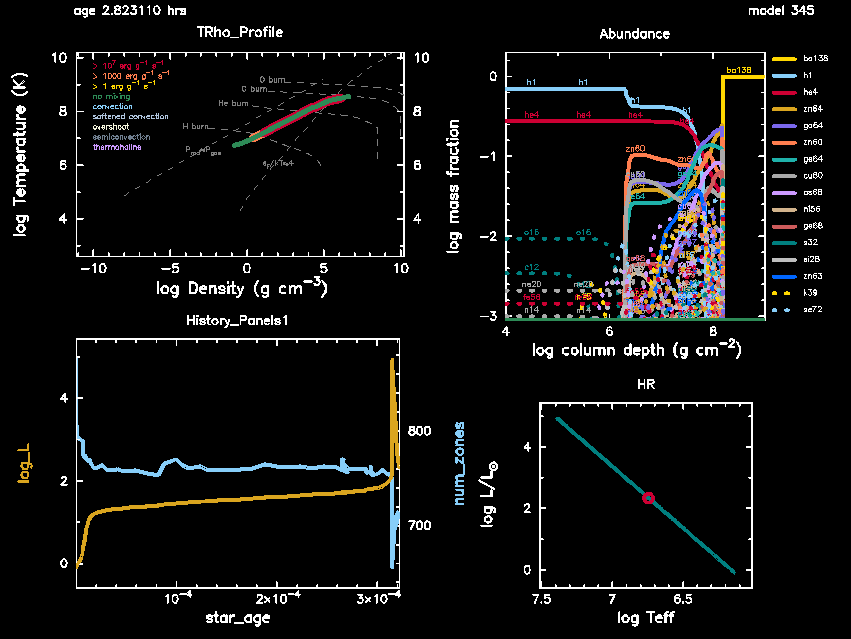 age 2.823110 hrs
model 345
TRho_Profile
10
8
6
4
log Temperature (K)
> 10⁷ erg g⁻¹ s⁻¹
> 1000 erg g⁻¹ s⁻¹
> 1 erg g⁻¹ s⁻¹
no mixing
convection
softened convection
overshoot
semiconvection
thermohaline
O burn
C burn
He burn
H burn
10
8
6
4
−10
−5
0
5
10
log Density (g cm⁻³)
Abundance
log mass fraction
0
−1
−2
−3
h1
h1
h1
he4
he4
he4
he4
ba138
zn60
o16
o16
c12
ne20
fe56
n14
n14
4
6
8
log column depth (g cm⁻²)
ba138
h1
he4
zn64
ga64
zn60
ge64
cu60
as68
ni56
ge68
s32
si28
zn63
k39
se72
History_Panels1
log_L
4
2
0
800
700
num_zones
10⁻⁴
2×10⁻⁴
3×10⁻⁴
star_age
HR
log L/L⊙
4
2
0
7.5
7
6.5
log Teff